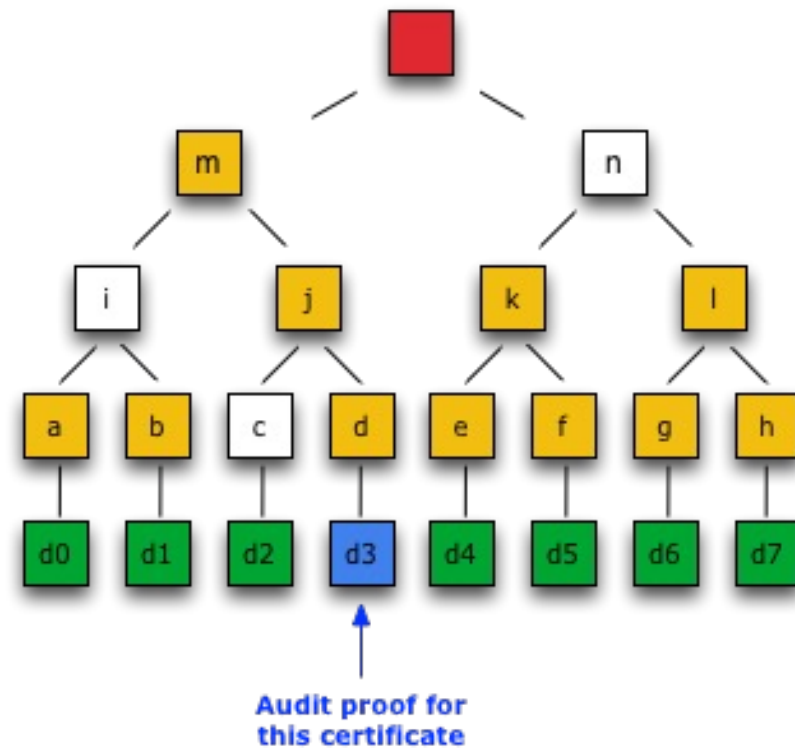 m n
i j k l
a b c d e f g h
d0 d1 d2 d3 d4 d5 d6 d7
Audit proof for
this certificate